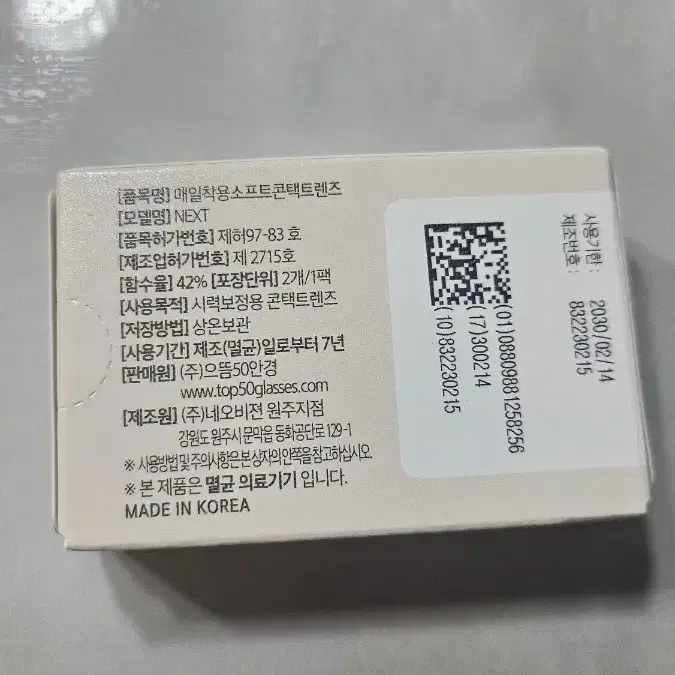 [품목명] 매일착용소프트콘택트렌즈
[모델명] NEXT
[품목허가번호] 제허97-83 호
[제조업허가번호] 제 2715호
[함수율] 42% [포장단위] 2개/1팩
[사용목적] 시력보정용 콘택트렌즈
[저장방법] 상온보관
[사용기간] 제조(멸균)일로부터 7년
[판매원] (주)으뜸50안경
www.top50glasses.com
[제조원] (주)네오비젼 원주지점
강원도 원주시 문막읍 동화공단로 129-1
※ 사용방법 및 주의사항은 본 상자의 안쪽을 참고하십시오
※ 본 제품은 멸균 의료기기 입니다.
MADE IN KOREA
사용기한: 2030/02/14
제조번호: 832230215
(01)08809881258256
(17)300214
(10)832230215